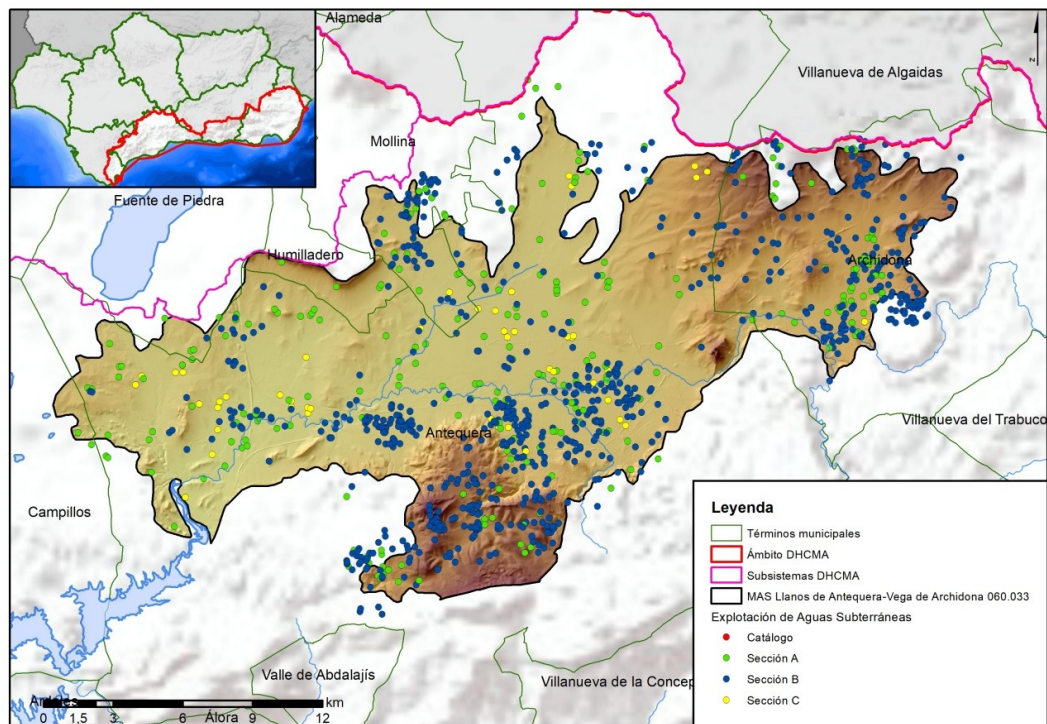 Alameda
Villanueva de Algaidas
Mollina
Fuente de Piedra
Humilladero
Archidona
Antequera
Villanueva del Trabuco
Campillos
Valle de Abdalajís
Villanueva de la Concep
Álora
km
0 1,5 3 6 9 12
Leyenda
Términos municipales
Ámbito DHCMA
Subsistemas DHCMA
MAS Llanos de Antequera-Vega de Archidona 060.033
Explotación de Aguas Subterráneas
Catálogo
Sección A
Sección B
Sección C